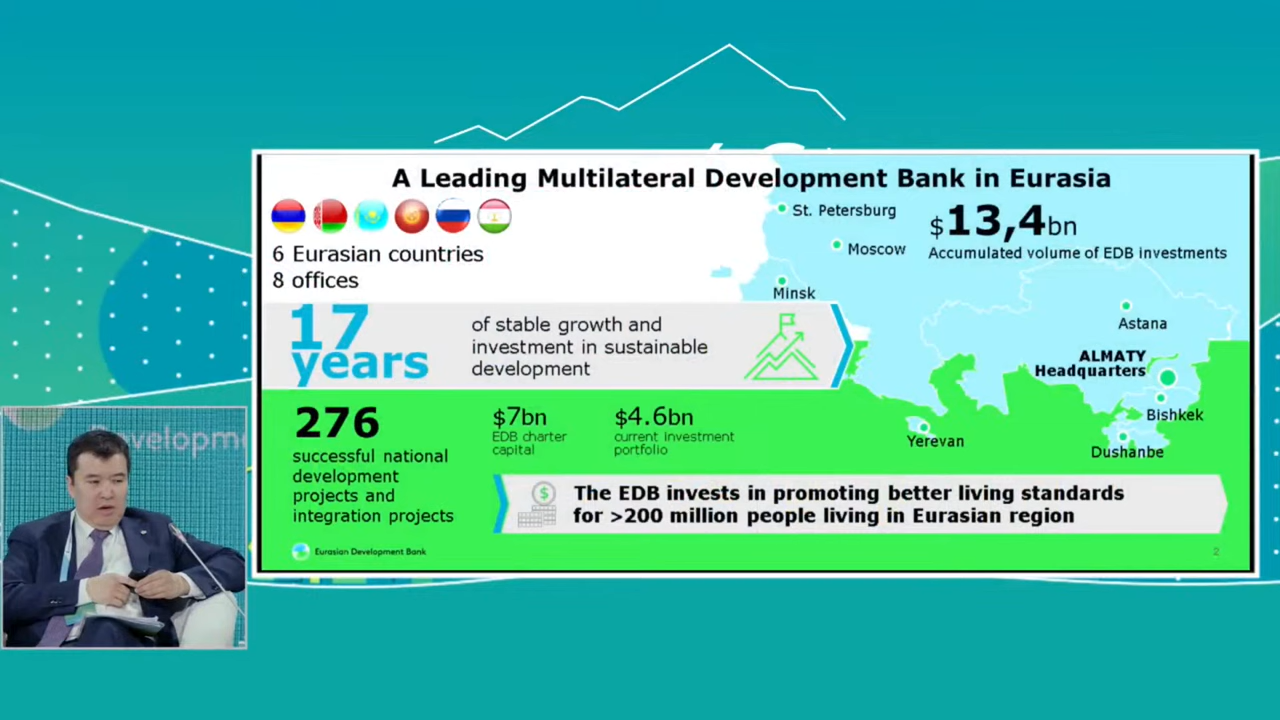 A Leading Multilateral Development Bank in Eurasia
6 Eurasian countries
8 offices
St. Petersburg
Moscow
$13,4bn
Accumulated volume of EDB investments
Minsk
Astana
ALMATY
Headquarters
Bishkek
Yerevan
Dushanbe
17
years
of stable growth and
investment in sustainable
development
276
successful national
development
projects and
integration projects
$7bn
EDB charter
capital
$4.6bn
current investment
portfolio
$
The EDB invests in promoting better living standards
for >200 million people living in Eurasian region
Eurasian Development Bank
2